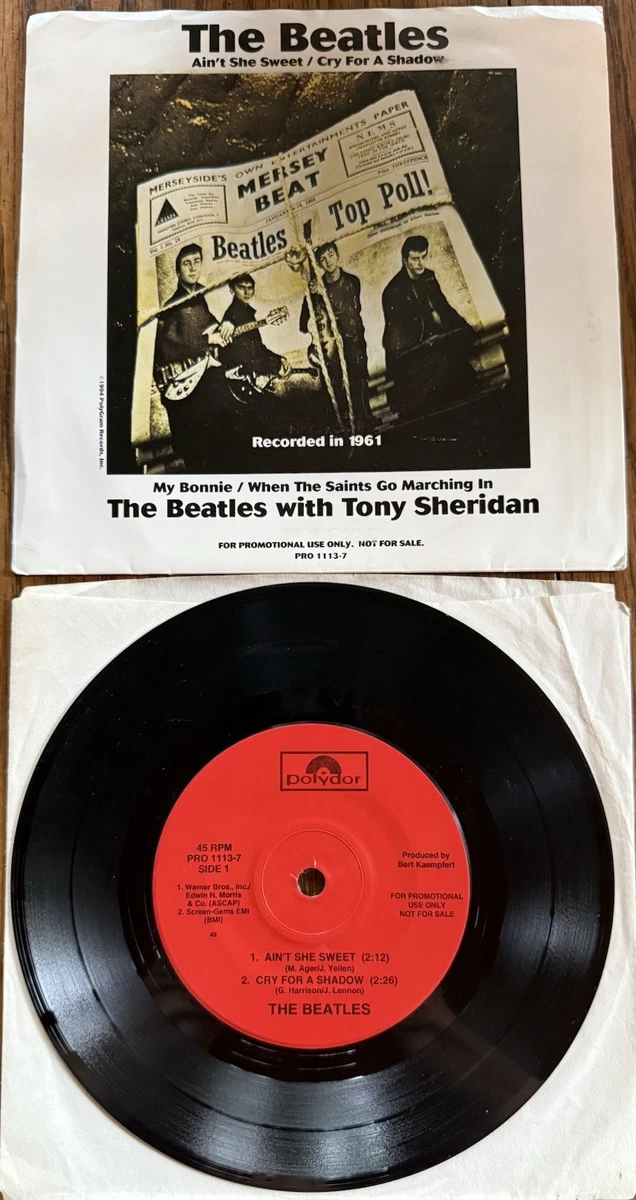 The Beatles
Ain't She Sweet / Cry For A Shadow
MERSEYSIDE'S OWN ENTERTAINMENTS PAPER
MERSEY
BEAT
NEMS
Beatles Top Poll!
©1994 PolyGram Records, Inc.
Recorded in 1961
My Bonnie / When The Saints Go Marching In
The Beatles with Tony Sheridan
FOR PROMOTIONAL USE ONLY. NOT FOR SALE.
PRO 1113-7
polydor
45 RPM
PRO 1113-7
SIDE 1
1. Warner Bros., Inc./
Edwin H. Morris
& Co. (ASCAP)
2. Screen-Gems EMI
(BMI)
49
Produced by
Bert Kaempfert
FOR PROMOTIONAL
USE ONLY
NOT FOR SALE
1. AIN'T SHE SWEET (2:12)
(M. Ager/J. Yellen)
2. CRY FOR A SHADOW (2:26)
(G. Harrison/J. Lennon)
THE BEATLES